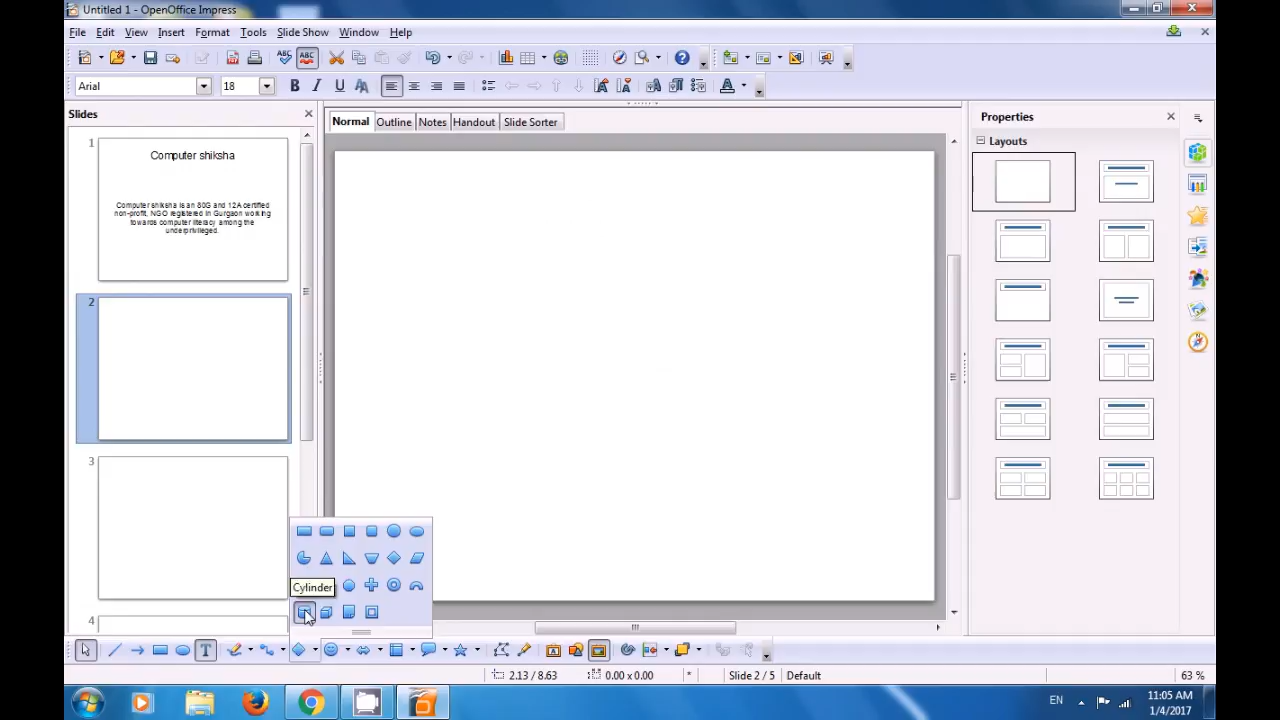 Untitled 1 - OpenOffice Impress
File Edit View Insert Format Tools Slide Show Window Help
Arial 18
Slides
Normal Outline Notes Handout Slide Sorter
Properties
Layouts
1
Computer shiksha
Computer shiksha is an 80G and 12A certified
non-profit, NGO registered in Gurgaon working
towards computer literacy among the
underprivileged.
2
3
Cylinder
4
2.13 / 8.63 0.00 x 0.00 * Slide 2 / 5 Default 63 %
EN 11:05 AM
1/4/2017